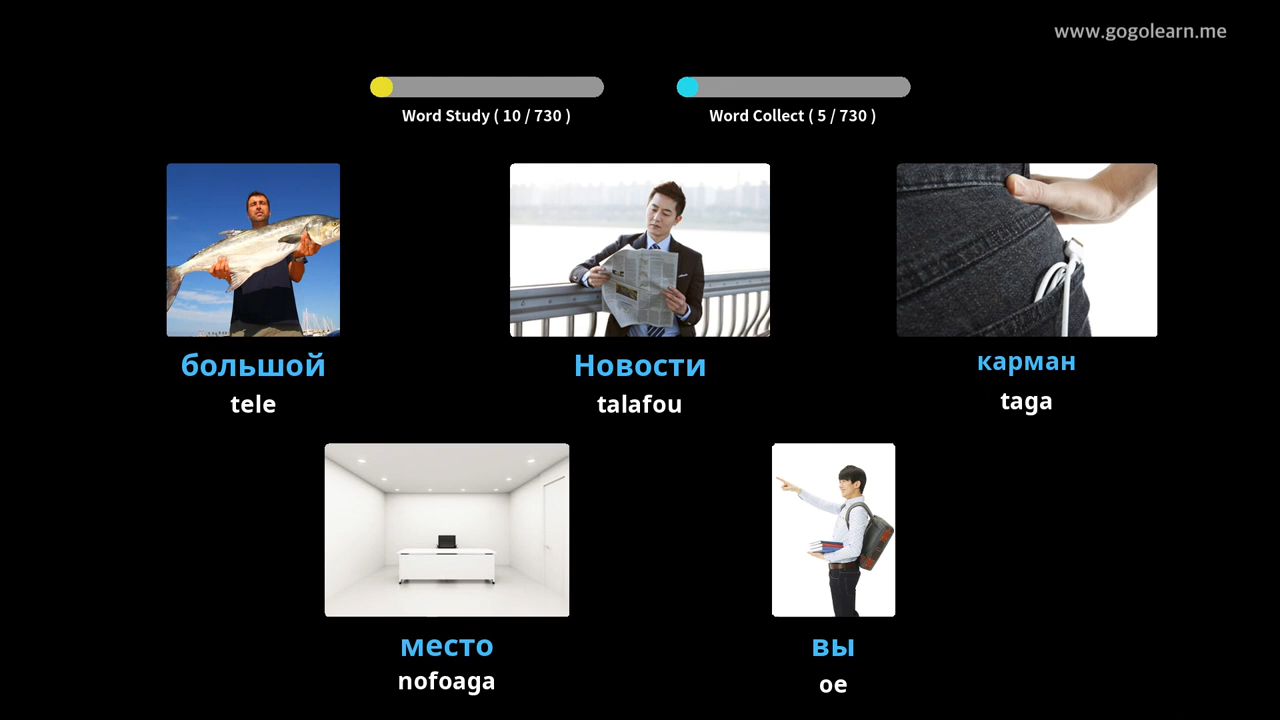 www.gogolearn.me
Word Study ( 10 / 730 )
Word Collect ( 5 / 730 )
большой
tele
Новости
talafou
карман
taga
место
nofoaga
вы
oe